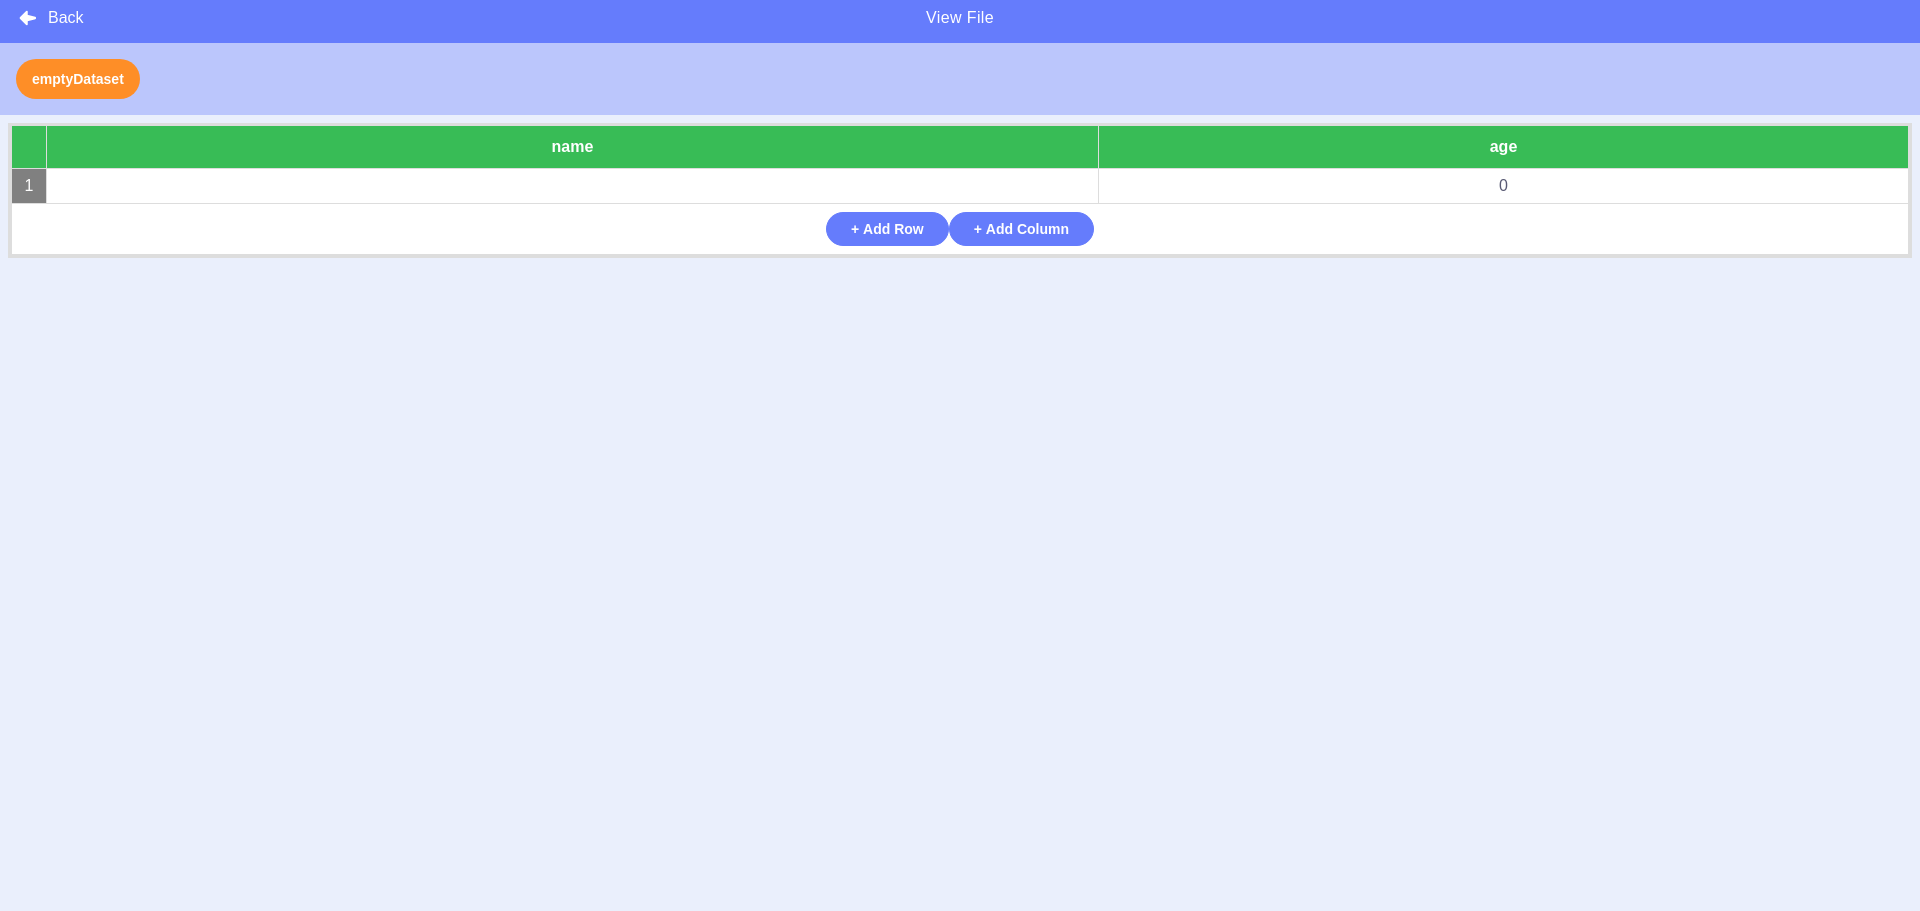 Back View File
emptyDataset
name age
1 0
+ Add Row + Add Column